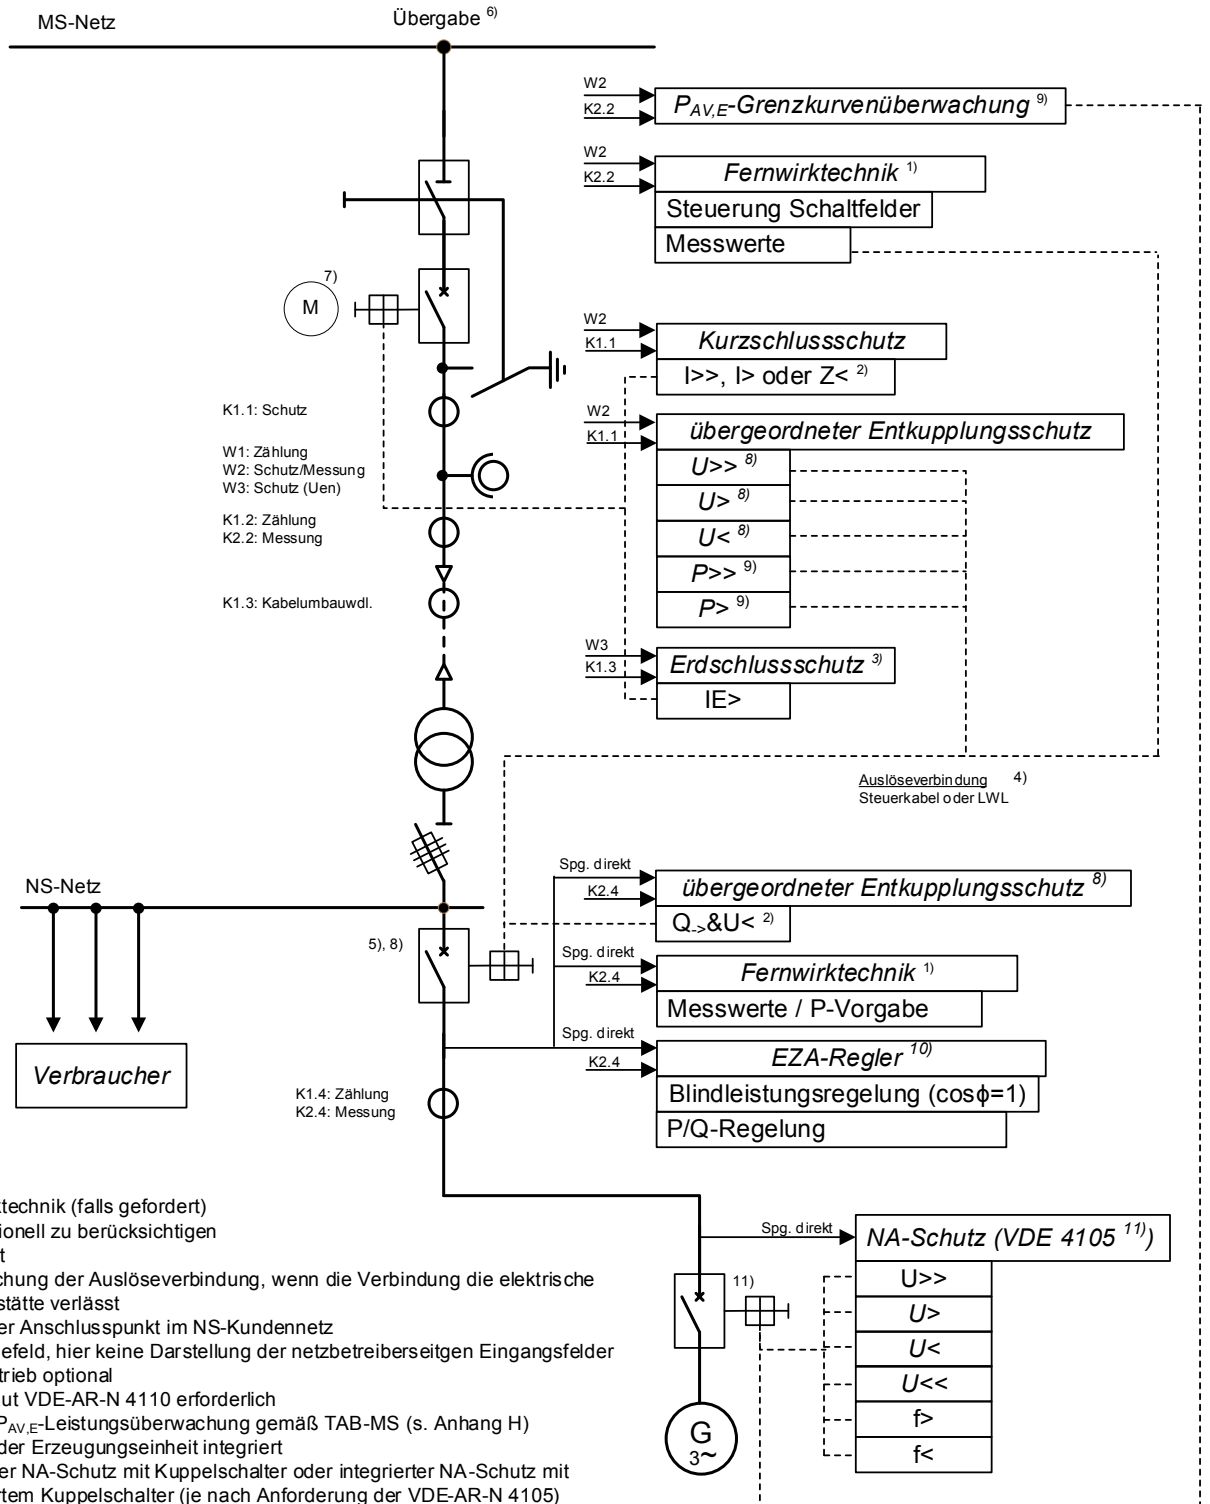 MS-Netz
Übergabe 6)
W2
K2.2
P AV,E-Grenzkurvenüberwachung 9)
W2
K2.2
Fernwirktechnik 1)
Steuerung Schaltfelder
Messwerte
7)
M
W2
K1.1
Kurzschlussschutz
I>>, I> oder Z< 2)
K1.1: Schutz
W1: Zählung
W2: Schutz/Messung
W3: Schutz (Uen)
K1.2: Zählung
K2.2: Messung
K1.3: Kabelumbauwdl.
W2
K1.1
übergeordneter Entkupplungsschutz
U>> 8)
U> 8)
U< 8)
P>> 9)
P> 9)
W3
K1.3
Erdschlussschutz 3)
IE>
Auslöseverbindung 4)
Steuerkabel oder LWL
NS-Netz
Verbraucher
5), 8)
Spg. direkt
K2.4
übergeordneter Entkupplungsschutz 8)
Q->&U< 2)
Spg. direkt
K2.4
Fernwirktechnik 1)
Messwerte / P-Vorgabe
Spg. direkt
K2.4
EZA-Regler 10)
Blindleistungsregelung (cosϕ=1)
P/Q-Regelung
K1.4: Zählung
K2.4: Messung
Spg. direkt
NA-Schutz (VDE 4105 11))
U>>
U>
U<
U<<
f>
f<
11)
G
3~
ktechnik (falls gefordert)
ionell zu berücksichtigen
t
chung der Auslöseverbindung, wenn die Verbindung die elektrische
stätte verlässt
er Anschlusspunkt im NS-Kundennetz
efeld, hier keine Darstellung der netzbetreiberseitgen Eingangsfelder
trieb optional
ut VDE-AR-N 4110 erforderlich
PAV,E-Leistungsüberwachung gemäß TAB-MS (s. Anhang H)
der Erzeugungseinheit integriert
er NA-Schutz mit Kuppelschalter oder integrierter NA-Schutz mit
rtem Kuppelschalter (je nach Anforderung der VDE-AR-N 4105)